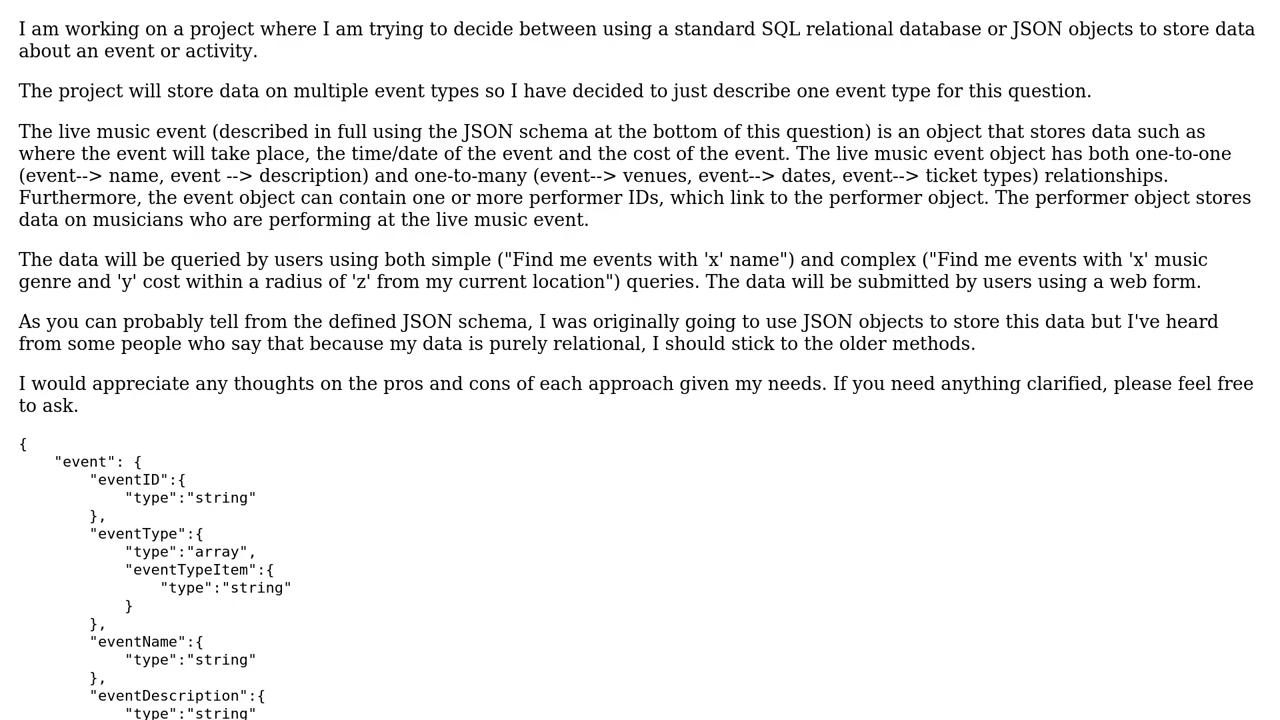 I am working on a project where I am trying to decide between using a standard SQL relational database or JSON objects to store data
about an event or activity.
The project will store data on multiple event types so I have decided to just describe one event type for this question.
The live music event (described in full using the JSON schema at the bottom of this question) is an object that stores data such as
where the event will take place, the time/date of the event and the cost of the event. The live music event object has both one-to-one
(event--> name, event --> description) and one-to-many (event--> venues, event--> dates, event--> ticket types) relationships.
Furthermore, the event object can contain one or more performer IDs, which link to the performer object. The performer object stores
data on musicians who are performing at the live music event.
The data will be queried by users using both simple ("Find me events with 'x' name") and complex ("Find me events with 'x' music
genre and 'y' cost within a radius of 'z' from my current location") queries. The data will be submitted by users using a web form.
As you can probably tell from the defined JSON schema, I was originally going to use JSON objects to store this data but I've heard
from some people who say that because my data is purely relational, I should stick to the older methods.
I would appreciate any thoughts on the pros and cons of each approach given my needs. If you need anything clarified, please feel free
to ask.
{
    "event": {
        "eventID":{
            "type":"string"
        },
        "eventType":{
            "type":"array",
            "eventTypeItem":{
                "type":"string"
            }
        },
        "eventName":{
            "type":"string"
        },
        "eventDescription":{
            "type":"string"